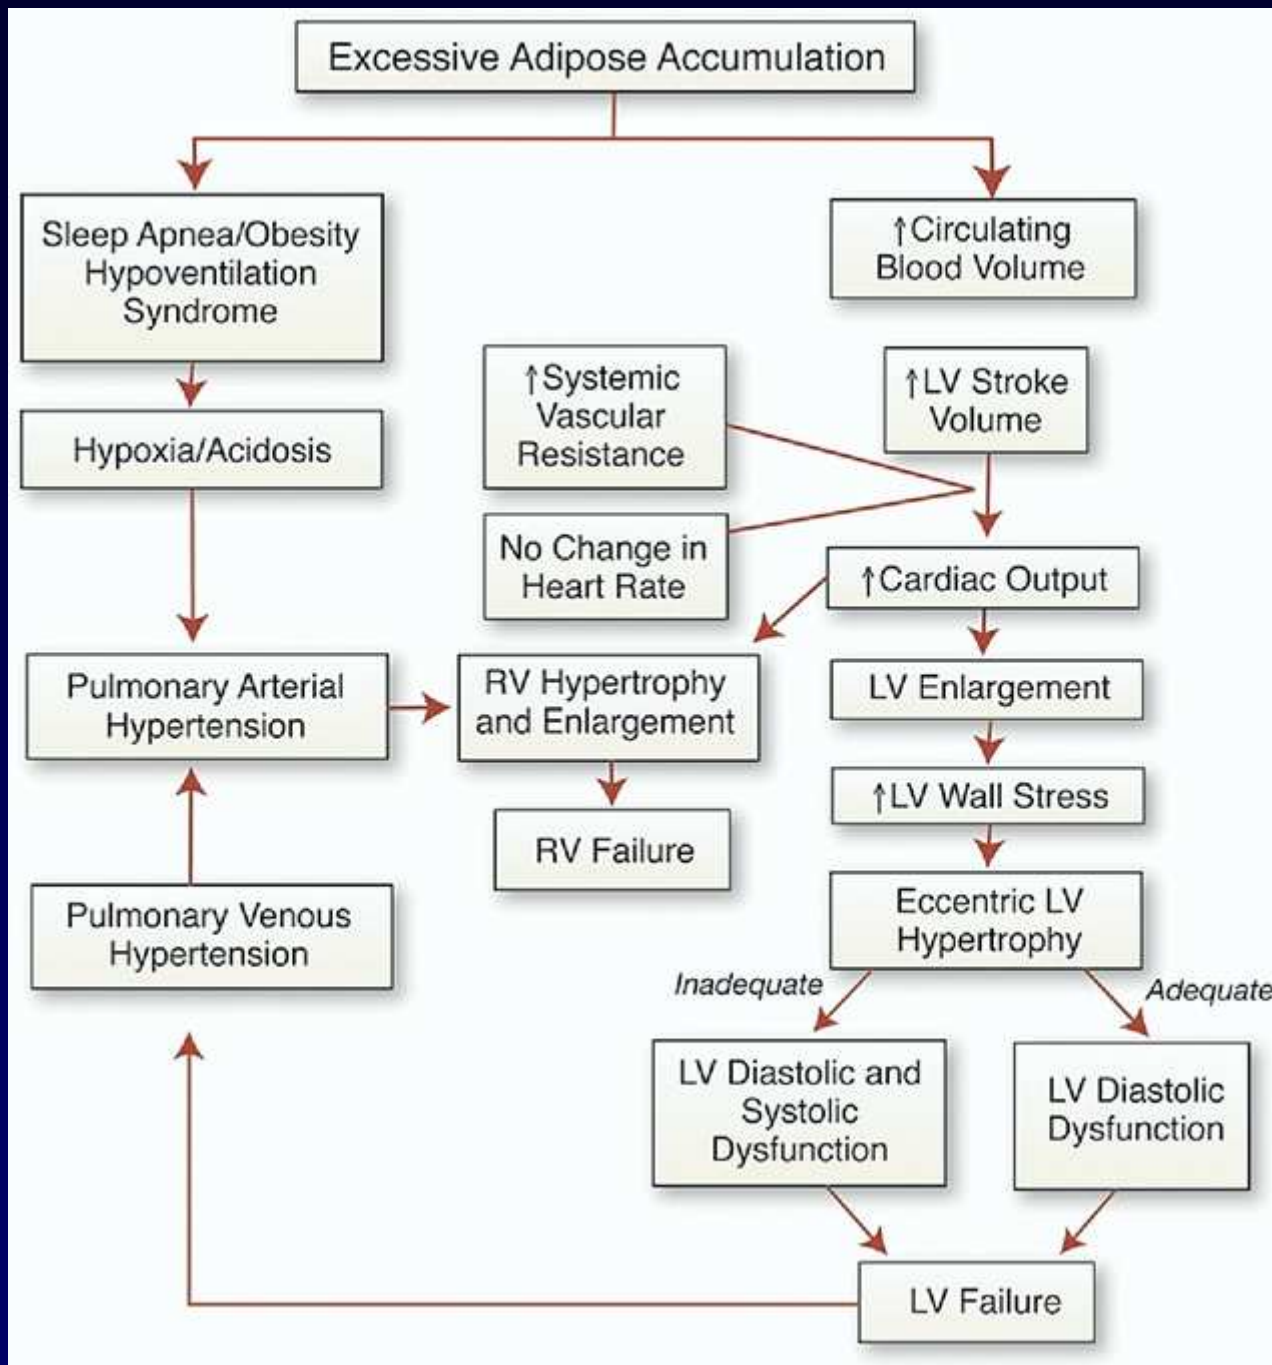 Excessive Adipose Accumulation
Sleep Apnea/Obesity
Hypoventilation
Syndrome
↑Circulating
Blood Volume
↑Systemic
Vascular
Resistance
↑LV Stroke
Volume
Hypoxia/Acidosis
No Change in
Heart Rate
↑Cardiac Output
Pulmonary Arterial
Hypertension
RV Hypertrophy
and Enlargement
LV Enlargement
↑LV Wall Stress
RV Failure
Pulmonary Venous
Hypertension
Eccentric LV
Hypertrophy
Inadequate
Adequate
LV Diastolic and
Systolic
Dysfunction
LV Diastolic
Dysfunction
LV Failure